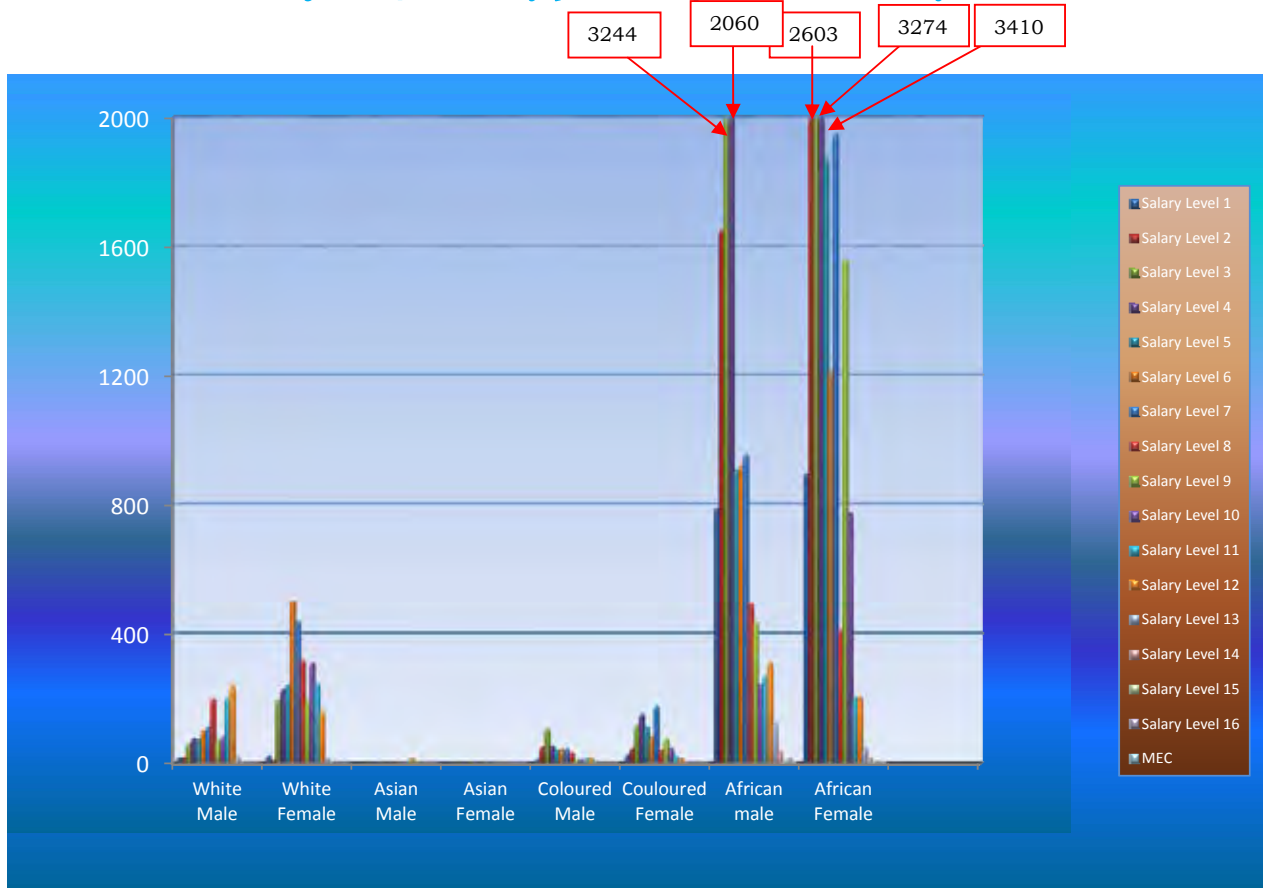 3244
2060
2603
3274
3410
2000
1600
1200
800
400
0
White Male
White Female
Asian Male
Asian Female
Coloured Male
Couloured Female
African male
African Female
Salary Level 1
Salary Level 2
Salary Level 3
Salary Level 4
Salary Level 5
Salary Level 6
Salary Level 7
Salary Level 8
Salary Level 9
Salary Level 10
Salary Level 11
Salary Level 12
Salary Level 13
Salary Level 14
Salary Level 15
Salary Level 16
MEC